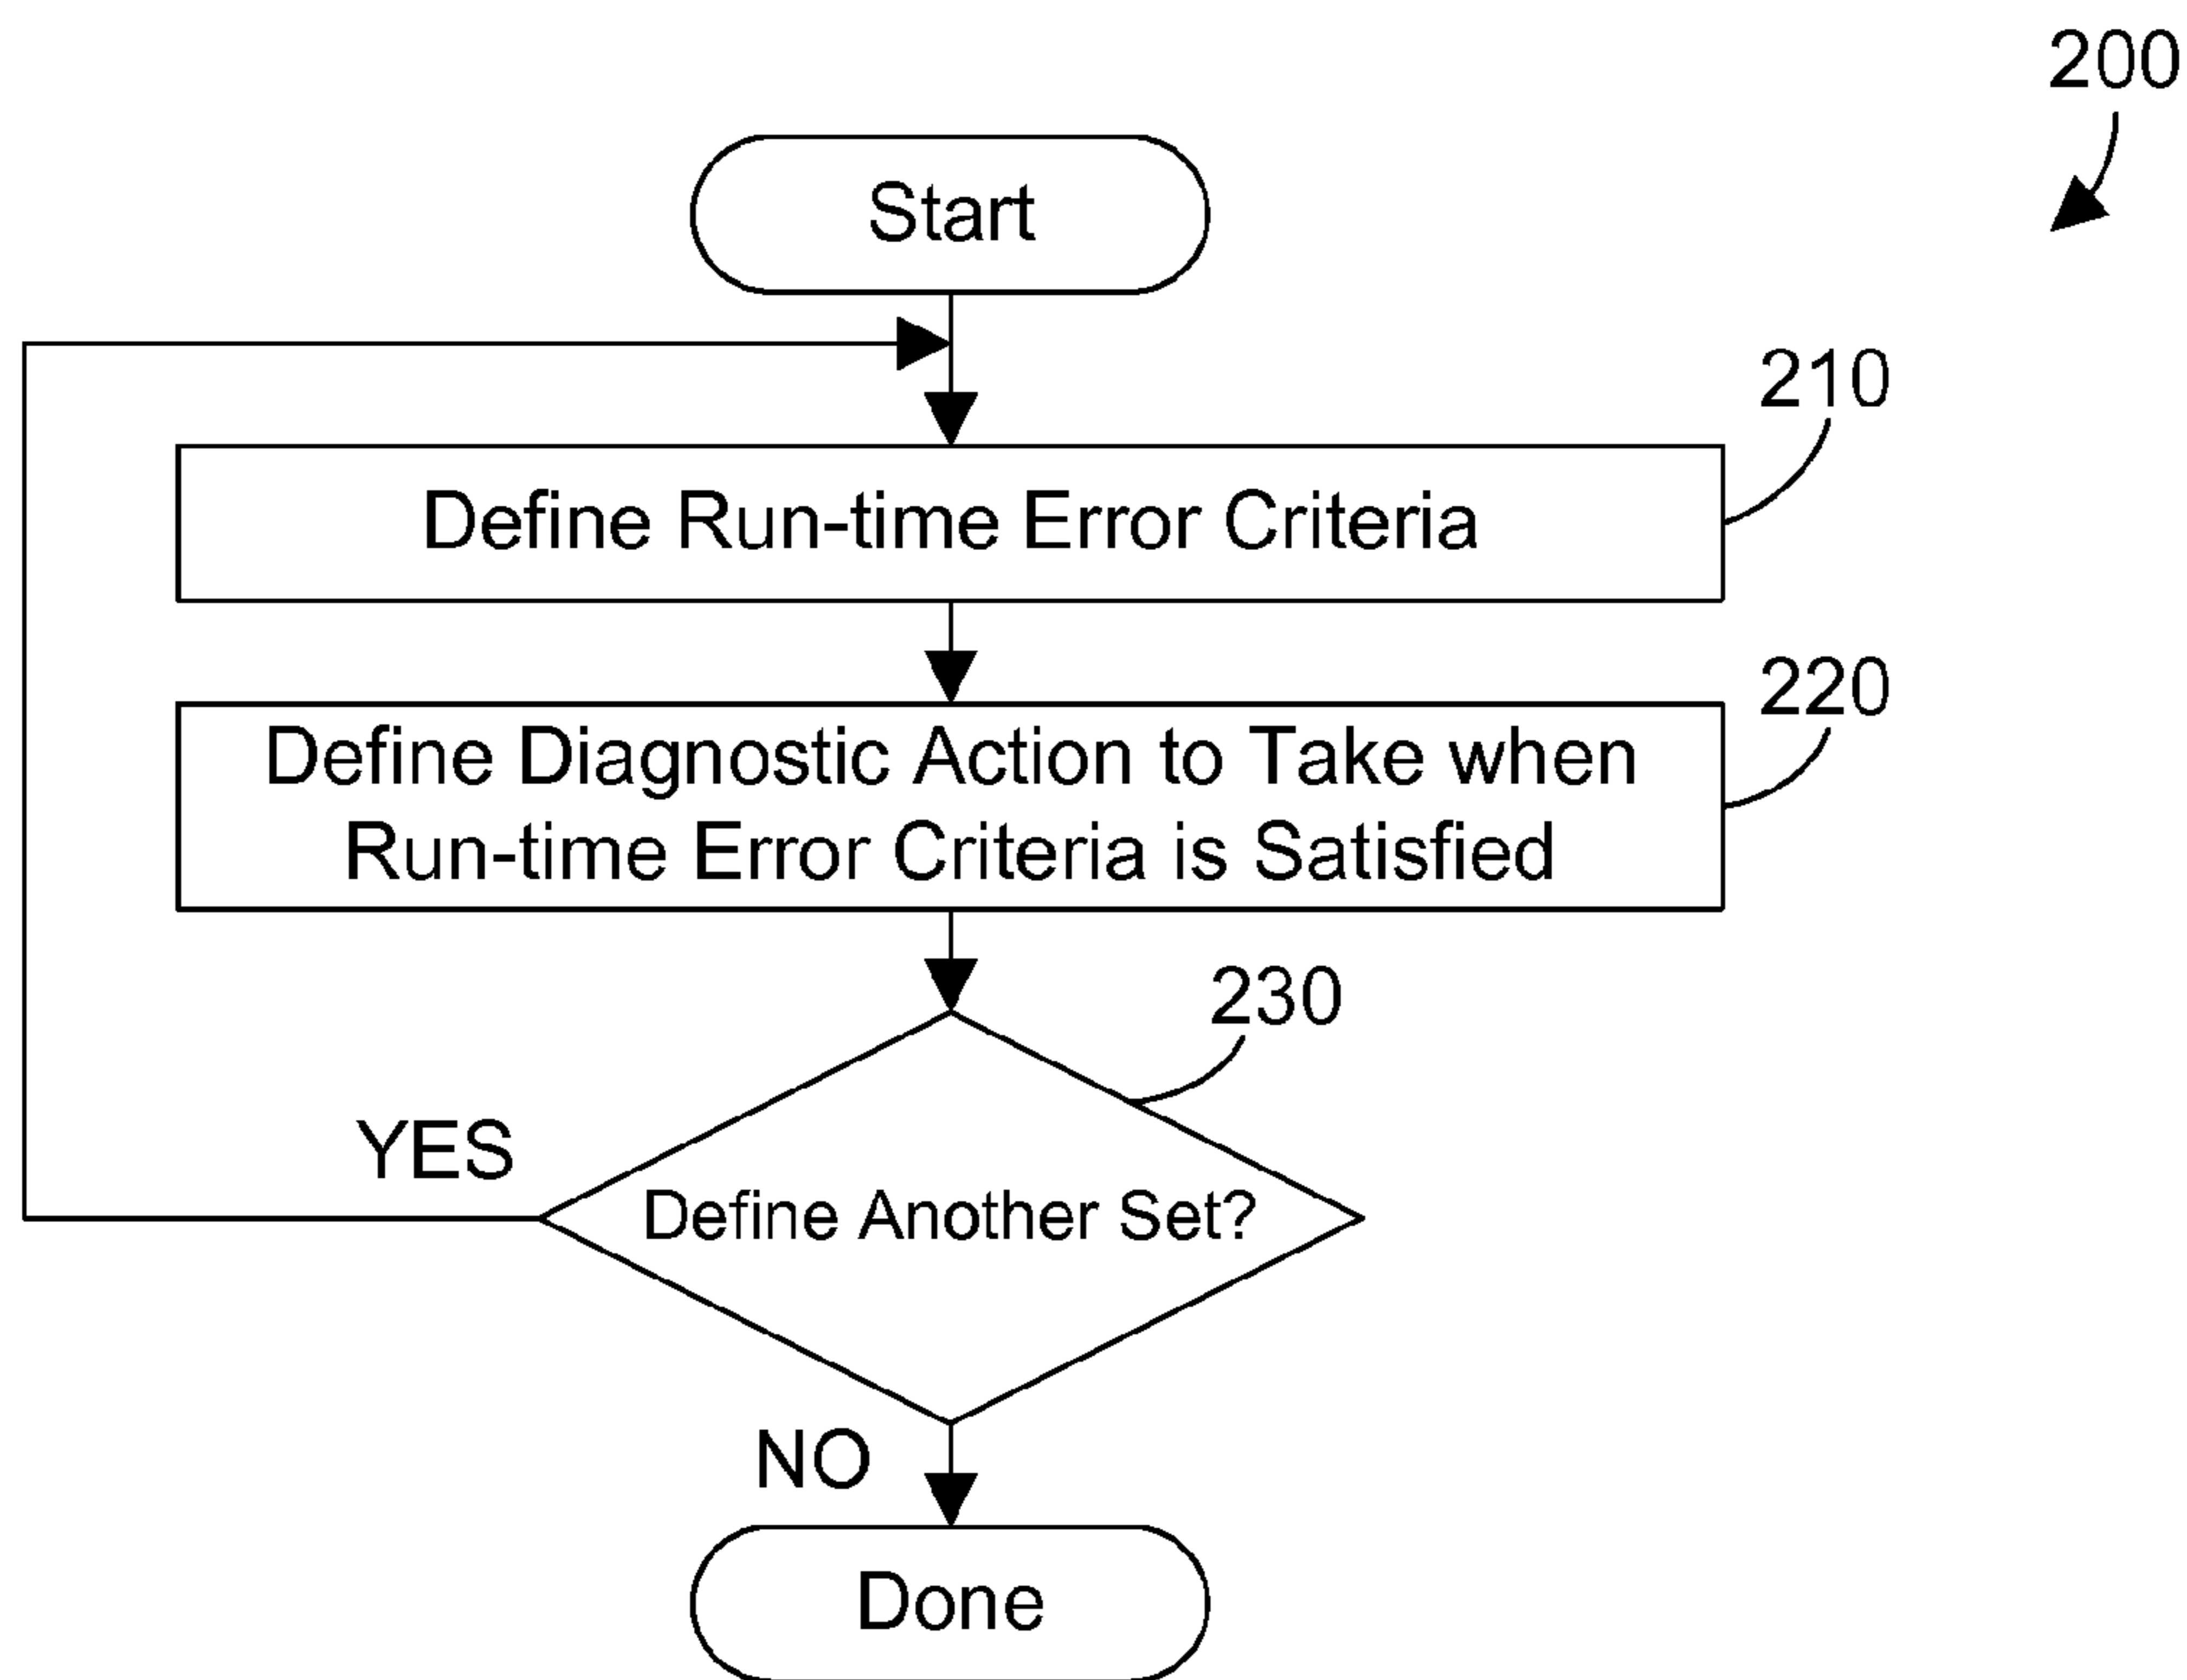 200
Start
210
Define Run-time Error Criteria
220
Define Diagnostic Action to Take when
Run-time Error Criteria is Satisfied
230
YES
Define Another Set?
NO
Done